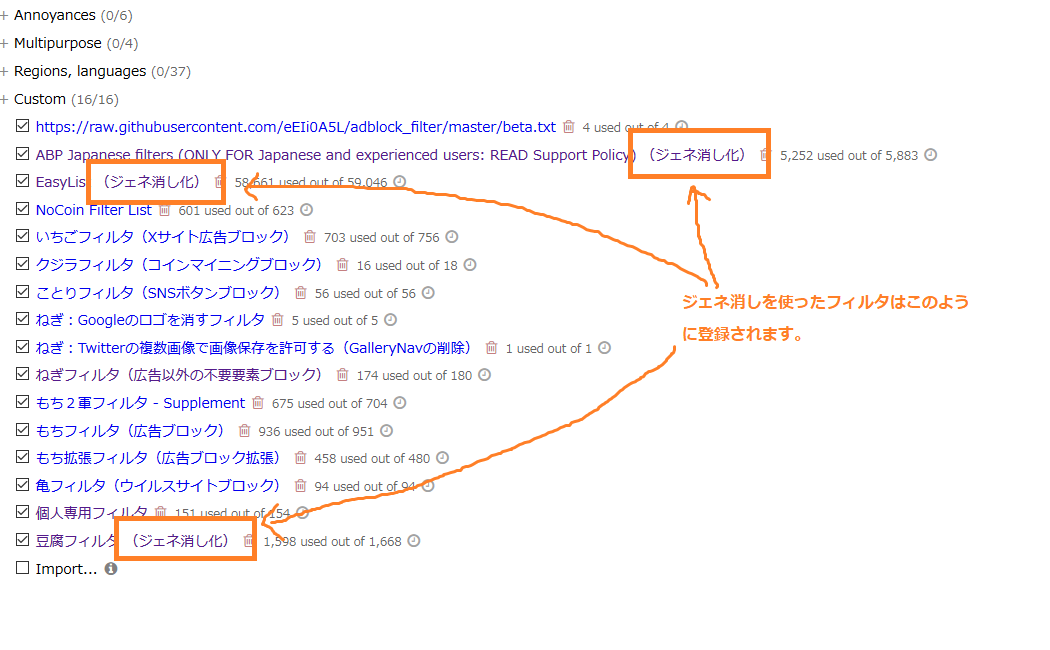 Annoyances (0/6)
Multipurpose (0/4)
Regions, languages (0/37)
Custom (16/16)
https://raw.githubusercontent.com/eEIi0A5L/adblock_filter/master/beta.txt 4 used out of 4
ABP Japanese filters (ONLY FOR Japanese and experienced users: READ Support Policy) （ジェネ消し化） 5,252 used out of 5,883
EasyList （ジェネ消し化） 58,661 used out of 59,046
NoCoin Filter List 601 used out of 623
いちごフィルタ（Xサイト広告ブロック） 703 used out of 756
クジラフィルタ（コインマイニングブロック） 16 used out of 18
ことりフィルタ（SNSボタンブロック） 56 used out of 56
ねぎ：Googleのロゴを消すフィルタ 5 used out of 5
ジェネ消しを使ったフィルタはこのよう
に登録されます。
ねぎ：Twitterの複数画像で画像保存を許可する（GalleryNavの削除） 1 used out of 1
ねぎフィルタ（広告以外の不要要素ブロック） 174 used out of 180
もち２軍フィルタ - Supplement 675 used out of 704
もちフィルタ（広告ブロック） 936 used out of 951
もち拡張フィルタ（広告ブロック拡張） 458 used out of 480
亀フィルタ（ウイルスサイトブロック） 94 used out of 94
個人専用フィルタ 151 used out of 154
豆腐フィルタ （ジェネ消し化） 1,598 used out of 1,668
Import...